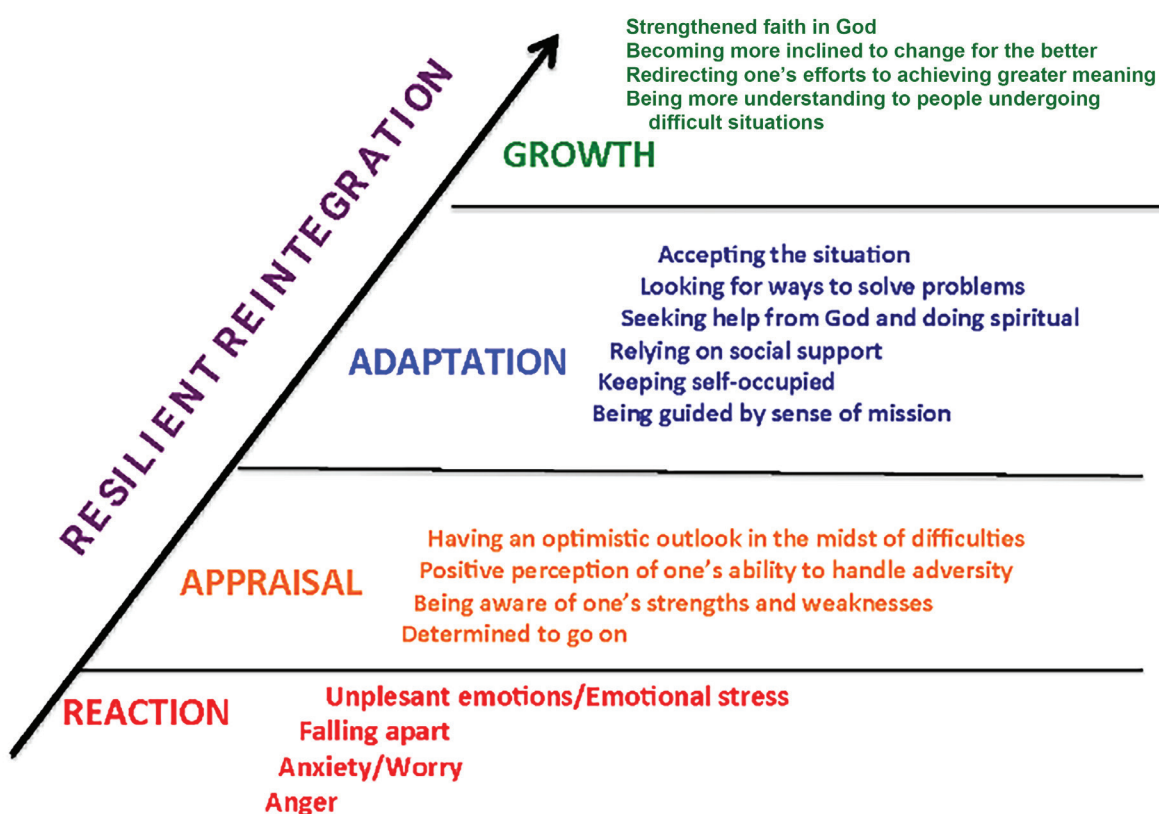 Strengthened faith in God
Becoming more inclined to change for the better
Redirecting one's efforts to achieving greater meaning
Being more understanding to people undergoing
difficult situations
GROWTH
RESILIENT REINTEGRATION
Accepting the situation
Looking for ways to solve problems
Seeking help from God and doing spiritual
ADAPTATION
Relying on social support
Keeping self-occupied
Being guided by sense of mission
Having an optimistic outlook in the midst of difficulties
APPRAISAL
Positive perception of one's ability to handle adversity
Being aware of one's strengths and weaknesses
Determined to go on
REACTION
Unplesant emotions/Emotional stress
Falling apart
Anxiety/Worry
Anger